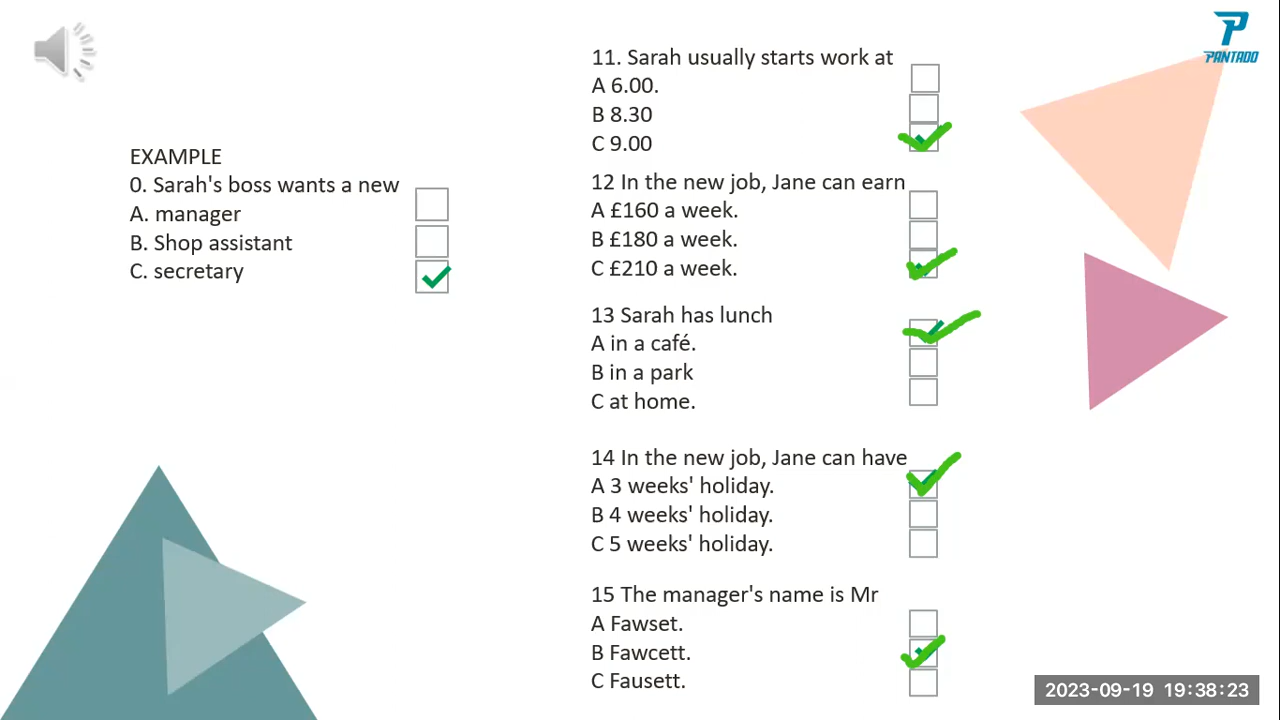 PANTADO
EXAMPLE
0. Sarah's boss wants a new
A. manager
B. Shop assistant
C. secretary
11. Sarah usually starts work at
A 6.00.
B 8.30
C 9.00
12 In the new job, Jane can earn
A £160 a week.
B £180 a week.
C £210 a week.
13 Sarah has lunch
A in a café.
B in a park
C at home.
14 In the new job, Jane can have
A 3 weeks' holiday.
B 4 weeks' holiday.
C 5 weeks' holiday.
15 The manager's name is Mr
A Fawset.
B Fawcett.
C Fausett.
2023-09-19 19:38:23